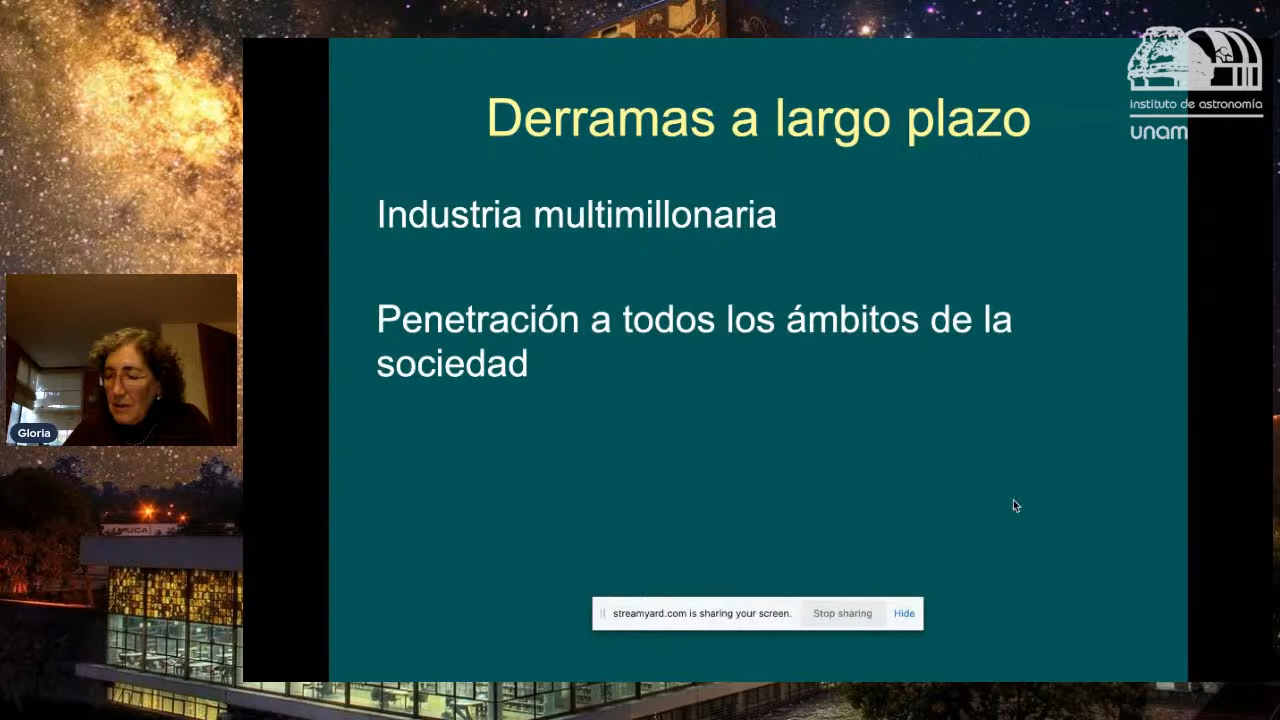 Derramas a largo plazo
Industria multimillonaria
Penetración a todos los ámbitos de la
sociedad
instituto de astronomía
unam
Gloria
MUCA
streamyard.com is sharing your screen.
Stop sharing
Hide